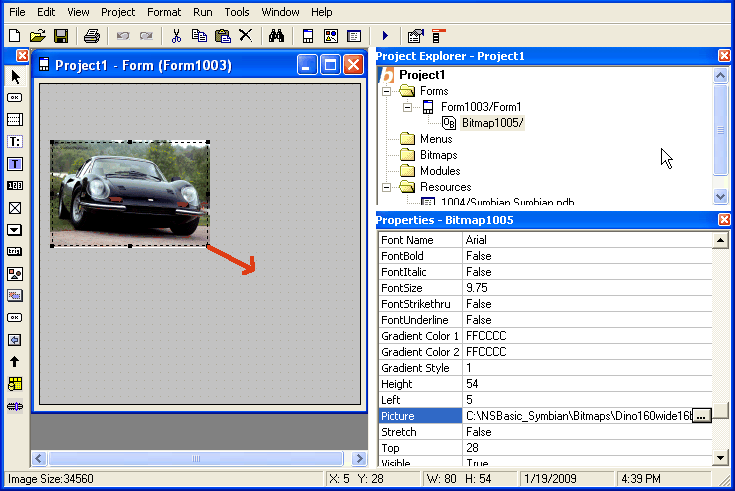 File Edit View Project Format Run Tools Window Help
Project1 - Form (Form1003)
Project Explorer - Project1
Project1
Forms
Form1003/Form1
Bitmap1005/
Menus
Bitmaps
Modules
Resources
1004/Symbian Symbian.pdb
Properties - Bitmap1005
Font Name Arial
FontBold False
FontItalic False
FontSize 9.75
FontStrikethru False
FontUnderline False
Gradient Color 1 FFCCCC
Gradient Color 2 FFCCCC
Gradient Style 1
Height 54
Left 5
Picture C:\NSBasic_Symbian\Bitmaps\Dino160wide16b ...
Stretch False
Top 28
Visible True
Image Size:34560 X: 5 Y: 28 W: 80 H: 54 1/19/2009 4:39 PM